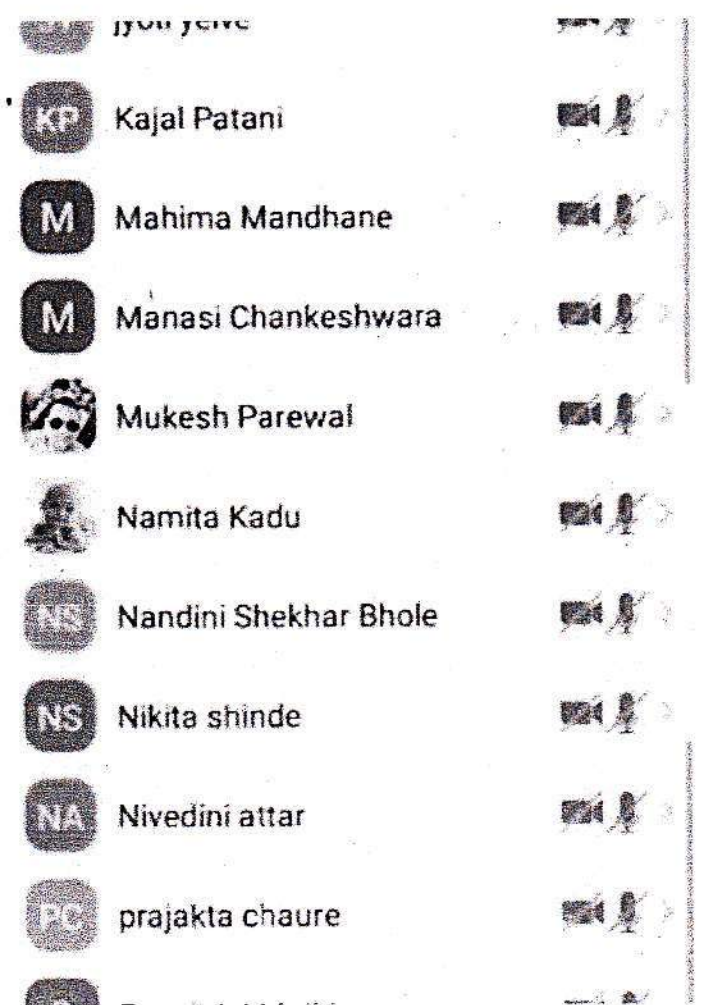 KP Kajal Patani
M Mahima Mandhane
M Manasi Chankeshwara
Mukesh Parewal
Namita Kadu
NS Nandini Shekhar Bhole
NS Nikita shinde
NA Nivedini attar
PC prajakta chaure